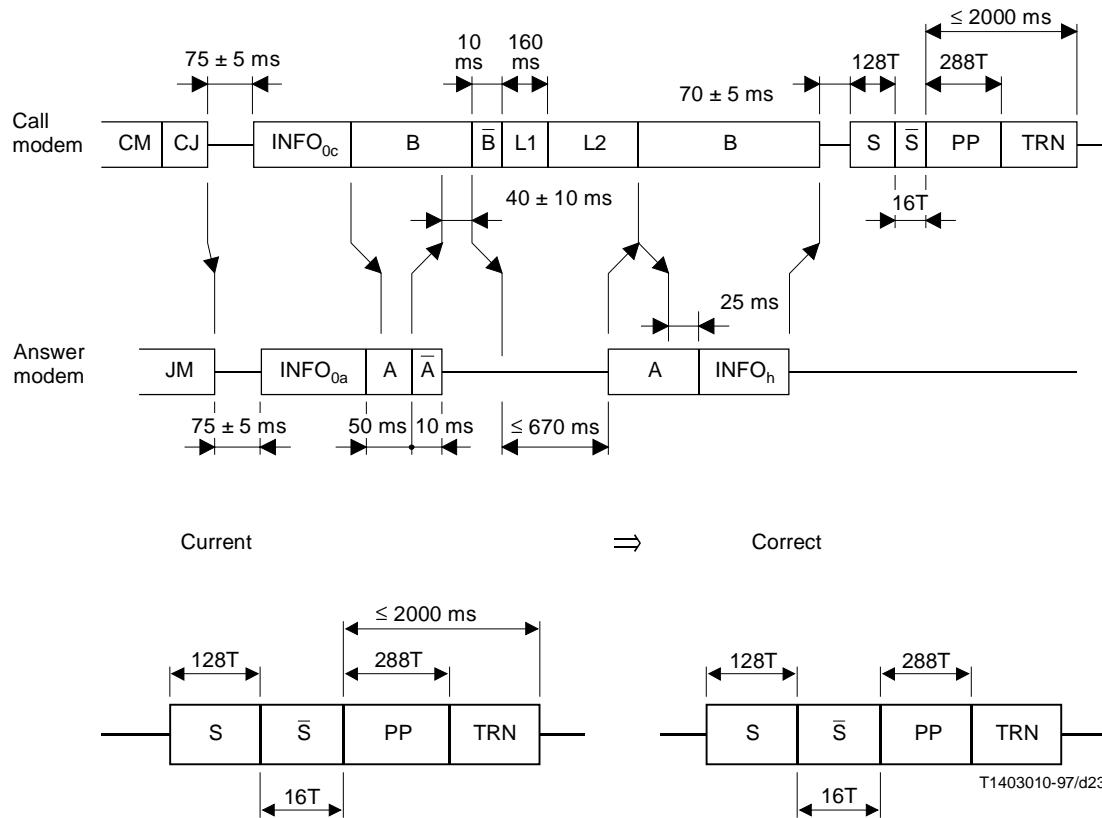 ≤ 2000 ms
10 ms
160 ms
75 ± 5 ms
128T
288T
70 ± 5 ms
Call modem
CM CJ INFO0c B B̅ L1 L2 B S S̅ PP TRN
40 ± 10 ms
16T
25 ms
Answer modem
JM INFO0a A A̅ A INFOh
75 ± 5 ms
50 ms
10 ms
≤ 670 ms
Current ⇒ Correct
≤ 2000 ms
128T 288T 128T 288T
S S̅ PP TRN S S̅ PP TRN
T1403010-97/d23
16T 16T